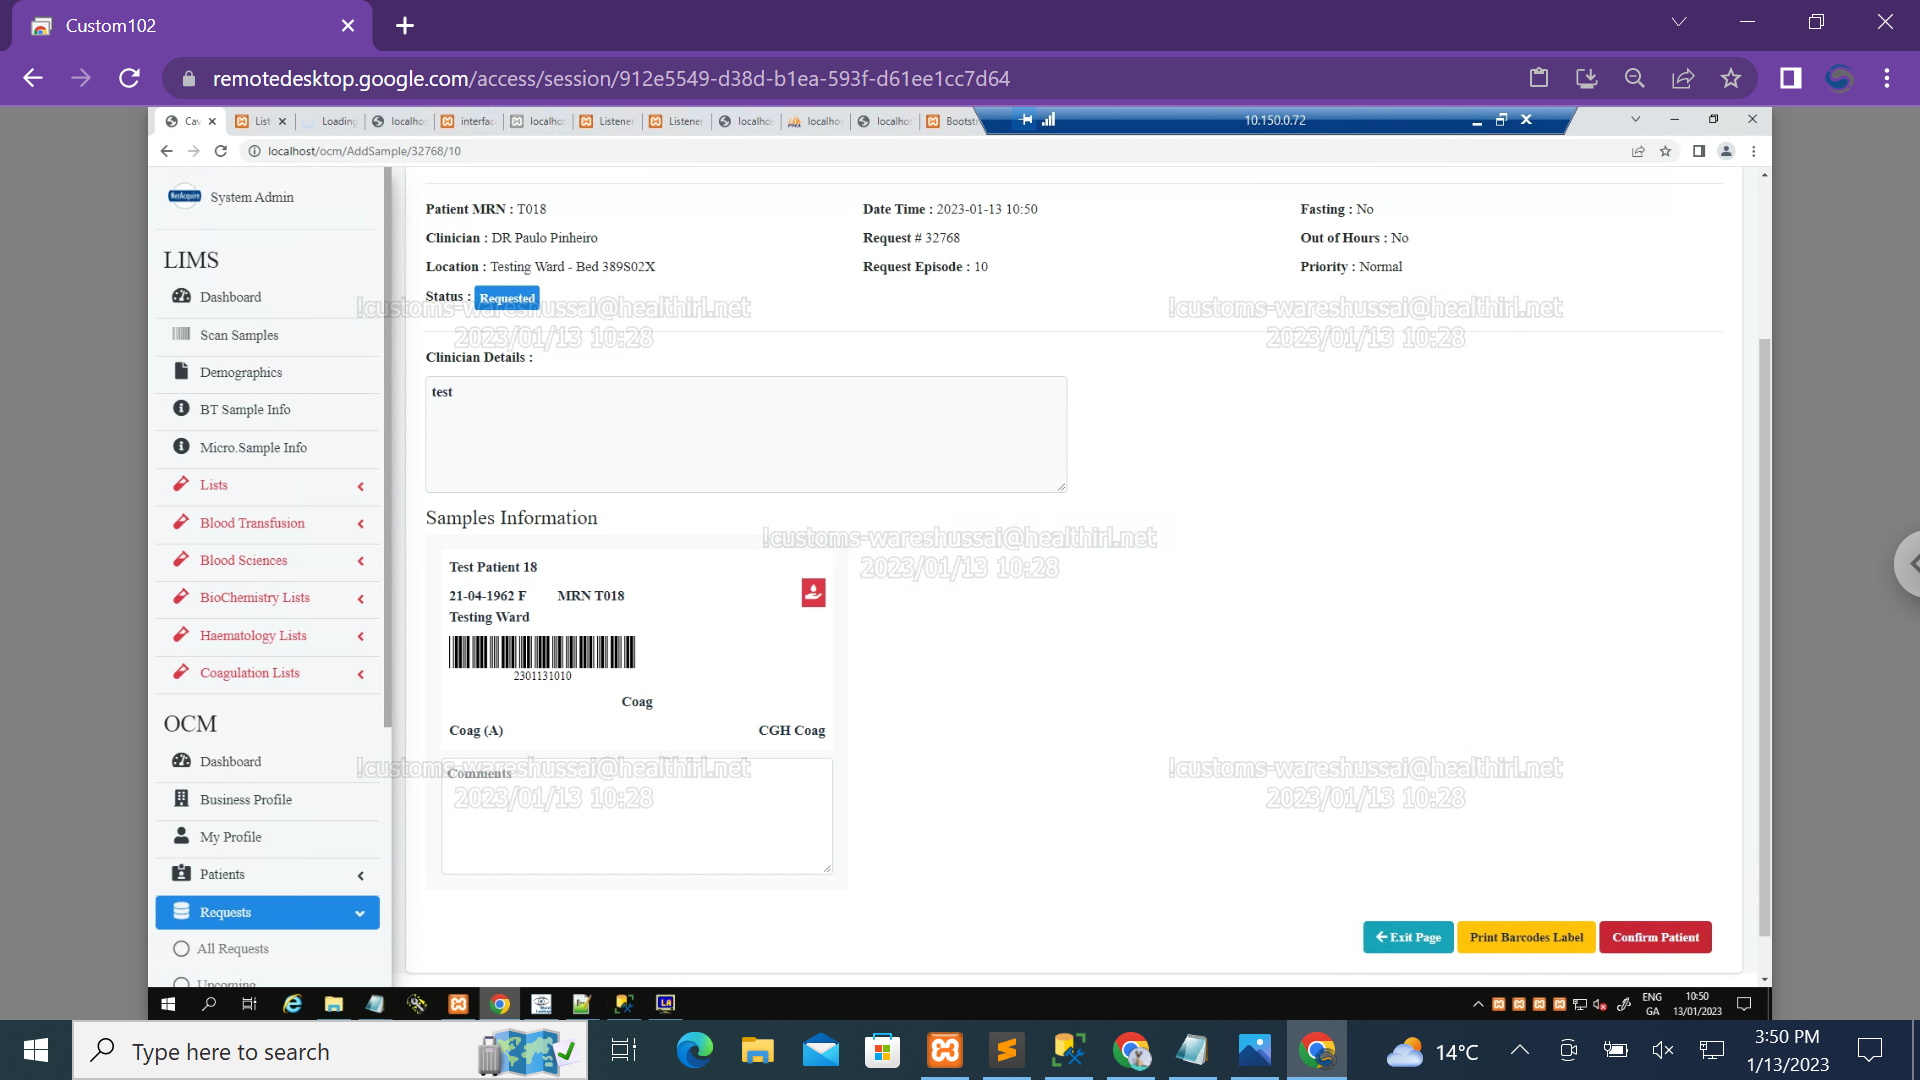 Custom102
remotedesktop.google.com/access/session/912e5549-d38d-b1ea-593f-d61ee1cc7d64
Cav
List
Loading
localho
interfac
localho
Listener
Listene
localho
localho
localho
Bootstr
10.150.0.72
localhost/ocm/AddSample/32768/10
NetAcquire
System Admin
LIMS
Dashboard
Scan Samples
Demographics
BT Sample Info
Micro.Sample Info
Lists
Blood Transfusion
Blood Sciences
BioChemistry Lists
Haematology Lists
Coagulation Lists
OCM
Dashboard
Business Profile
My Profile
Patients
Requests
All Requests
Upcoming
Patient MRN : T018
Date Time : 2023-01-13 10:50
Fasting : No
Clinician : DR Paulo Pinheiro
Request # 32768
Out of Hours : No
Location : Testing Ward - Bed 389S02X
Request Episode : 10
Priority : Normal
Status : Requested
!customs-wareshussai@healthirl.net
2023/01/13 10:28
!customs-wareshussai@healthirl.net
2023/01/13 10:28
Clinician Details :
test
Samples Information
!customs-wareshussai@healthirl.net
2023/01/13 10:28
Test Patient 18
21-04-1962 F MRN T018
Testing Ward
2301131010
Coag
Coag (A) CGH Coag
Comments
!customs-wareshussai@healthirl.net
2023/01/13 10:28
!customs-wareshussai@healthirl.net
2023/01/13 10:28
Exit Page
Print Barcodes Label
Confirm Patient
LA
ENG
GA
10:50
13/01/2023
Type here to search
14°C
3:50 PM
1/13/2023